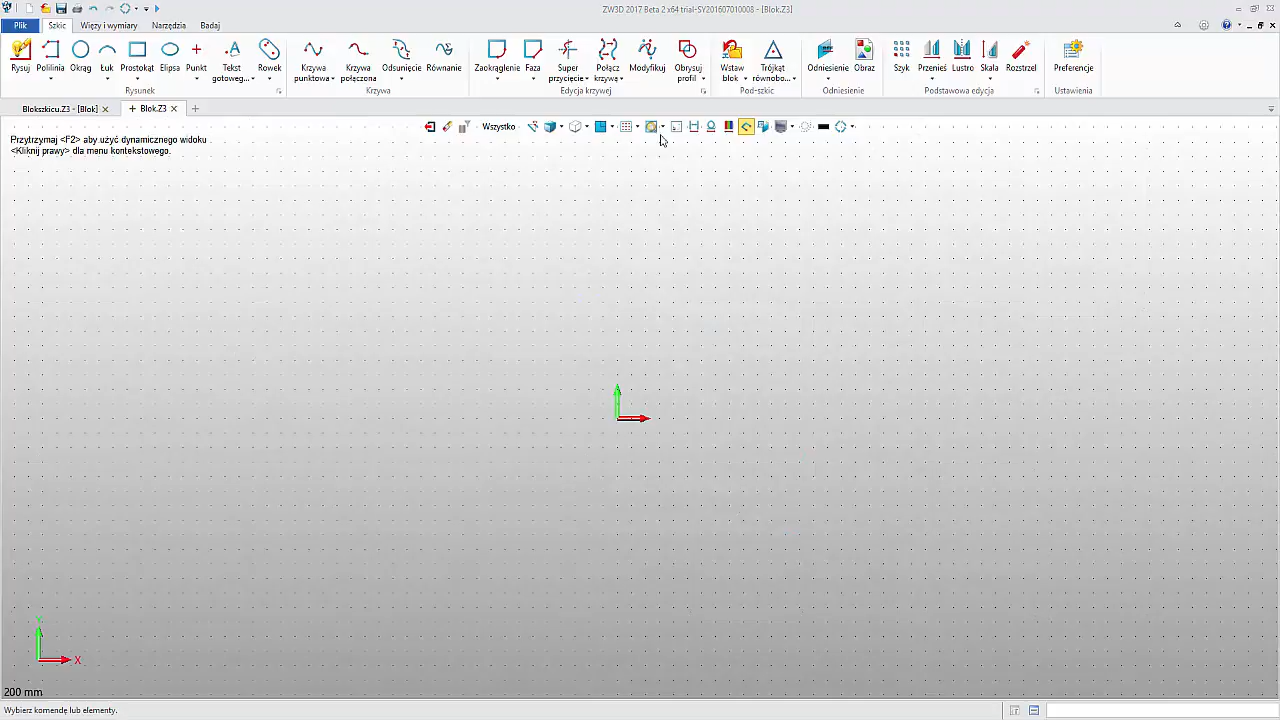 ZW3D 2017 Beta 2 x64 trial-SY201607010008 - [Blok.Z3]
Plik Szkic Więzy i wymiary Narzędzia Badaj
Rysuj Polilinia Okrąg Łuk Prostokąt Elipsa Punkt Tekst gotoweg... Rowek
Krzywa punktowa Krzywa połączona Odsunięcie Równanie
Zaokrąglenie Faza Super przycięcie Połącz krzywą Modyfikuj Obrysuj profil
Wstaw blok Trójkąt równobo... Odniesienie Obraz
Szyk Przenieś Lustro Skala Rozstrzel Preferencje
Rysunek Krzywa Edycja krzywej Pod-szkic Odniesienie Podstawowa edycja Ustawienia
Blokszkicu.Z3 - [Blok] Blok.Z3
Wszystko
Przytrzymaj <F2> aby użyć dynamicznego widoku
<Kliknij prawy> dla menu kontekstowego.
Y
X
200 mm
Wybierz komendę lub elementy.